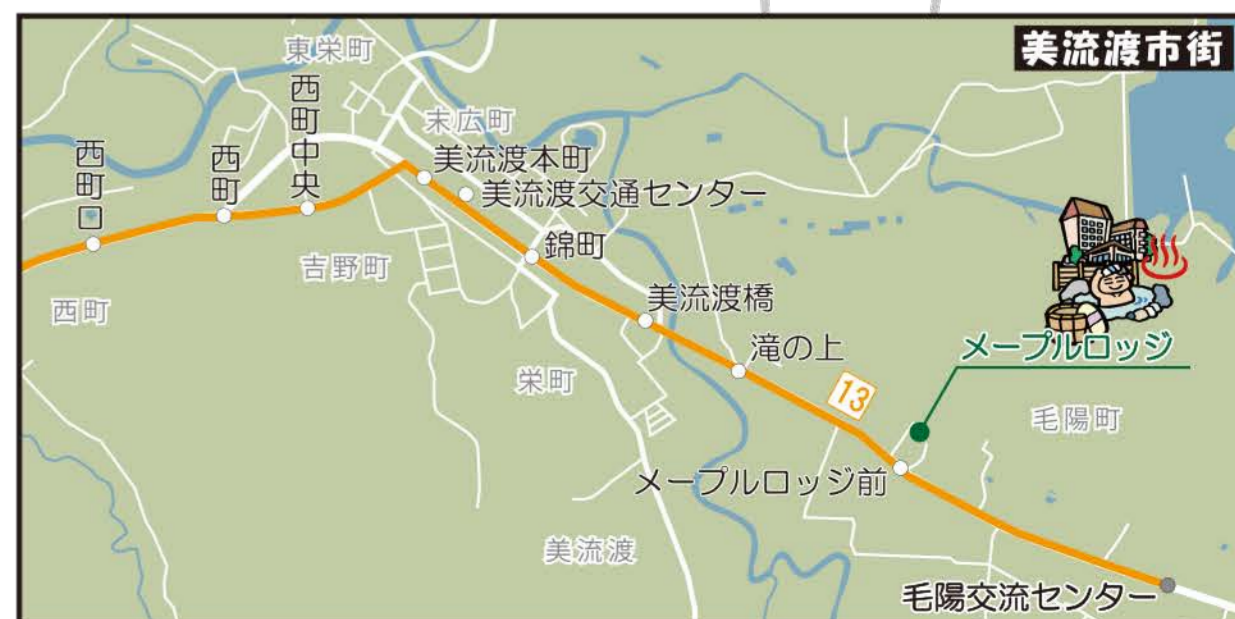 美流渡市街
東栄町
西町中央
末広町
西町
西町口
美流渡本町
美流渡交通センター
錦町
吉野町
西町
美流渡橋
滝の上
メープルロッジ
栄町
13
毛陽町
メープルロッジ前
美流渡
毛陽交流センター